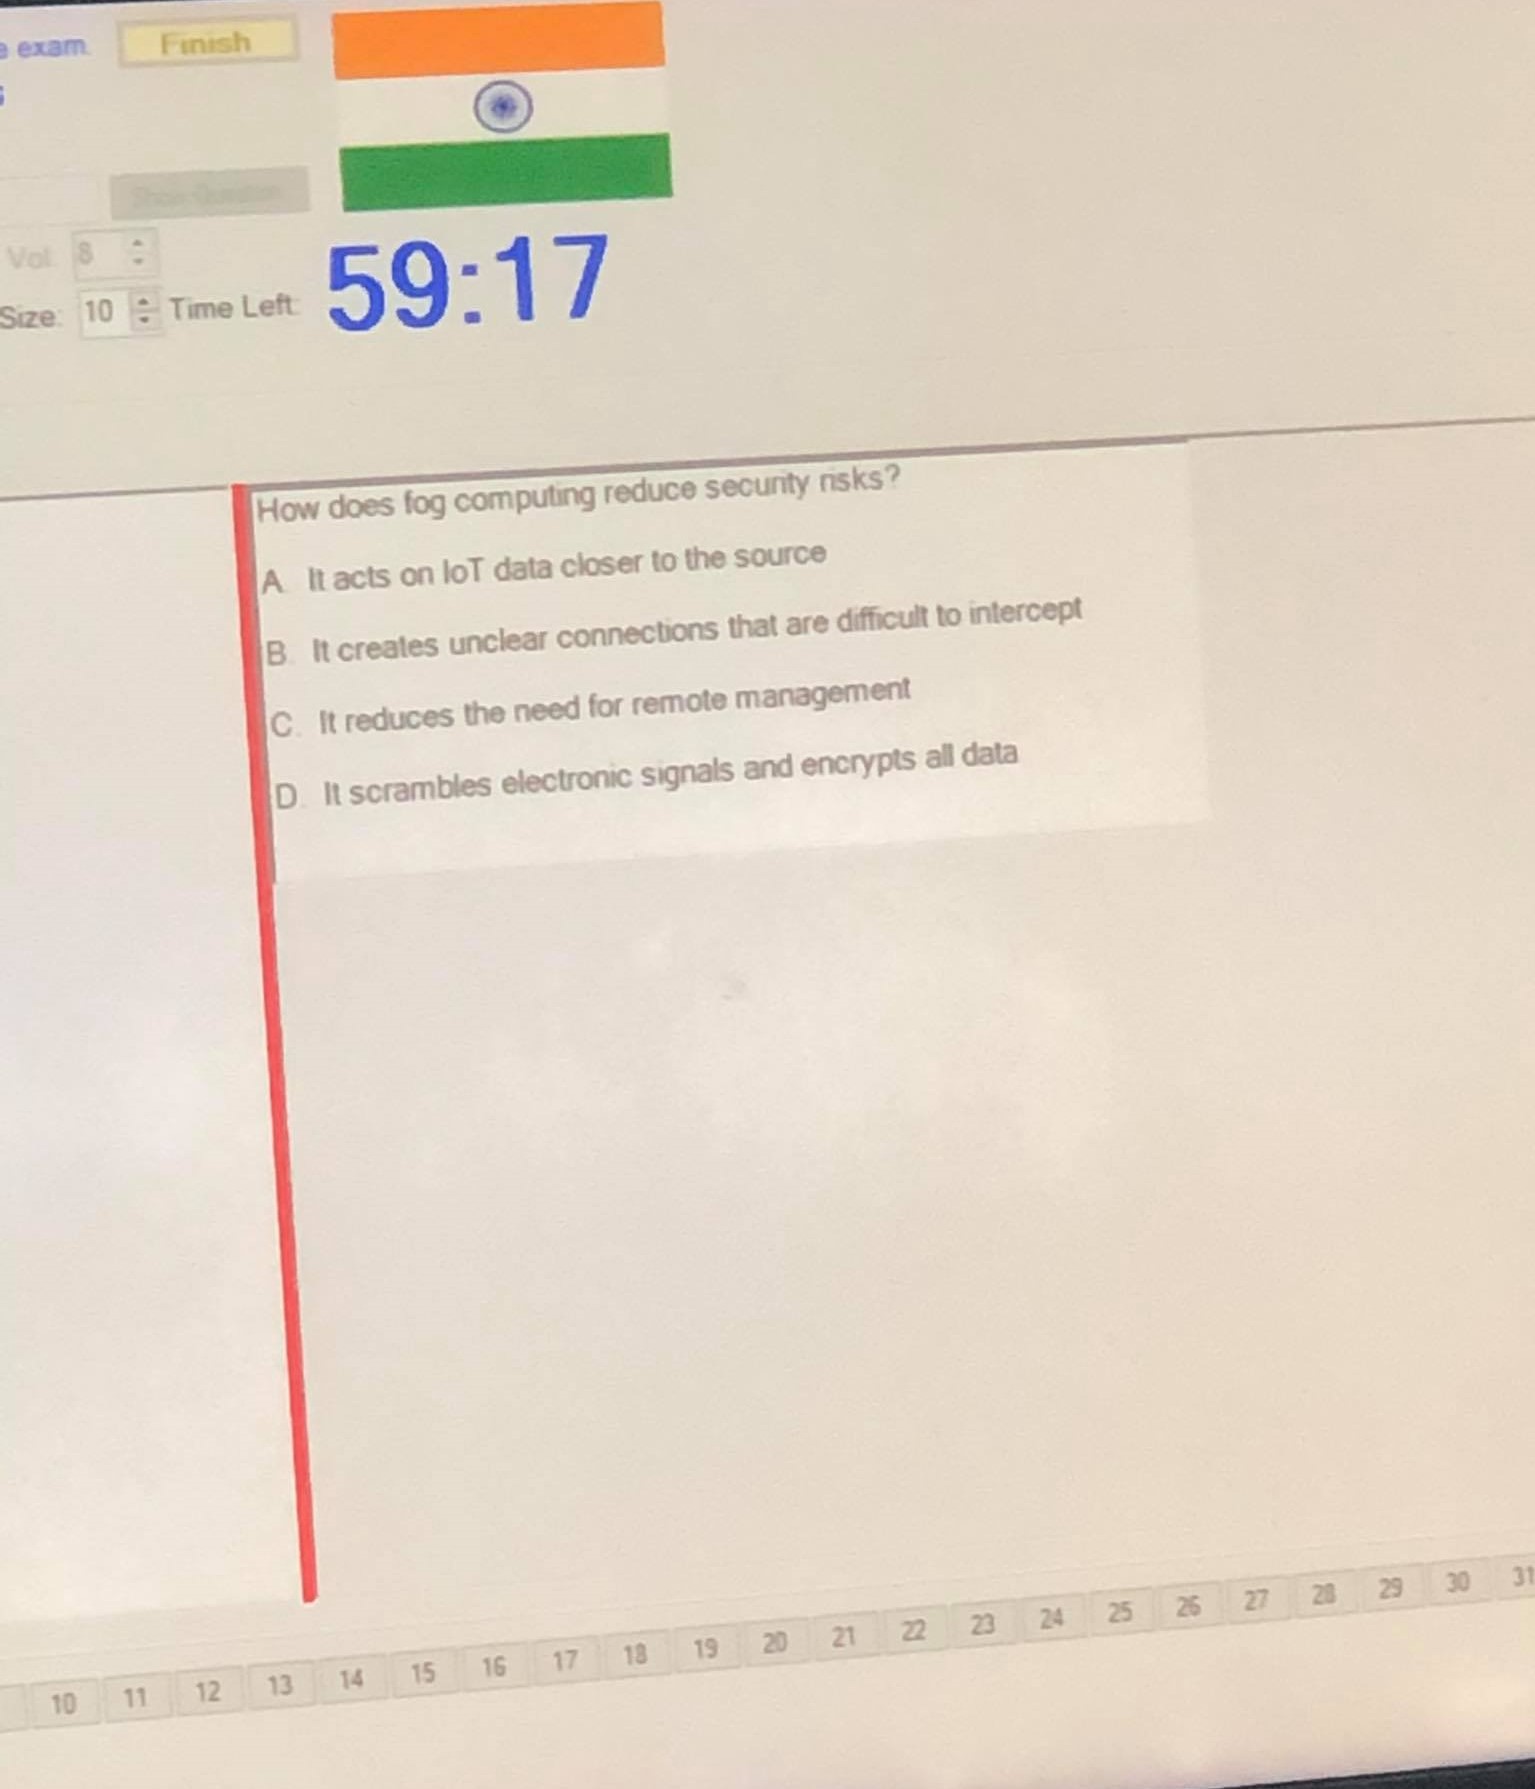 exam.
Finish
Vol: 8
Size: 10 Time Left: 59:17
How does fog computing reduce security risks?
A. It acts on IoT data closer to the source
B. It creates unclear connections that are difficult to intercept
C. It reduces the need for remote management
D. It scrambles electronic signals and encrypts all data
10 11 12 13 14 15 16 17 18 19 20 21 22 23 24 25 26 27 28 29 30 31